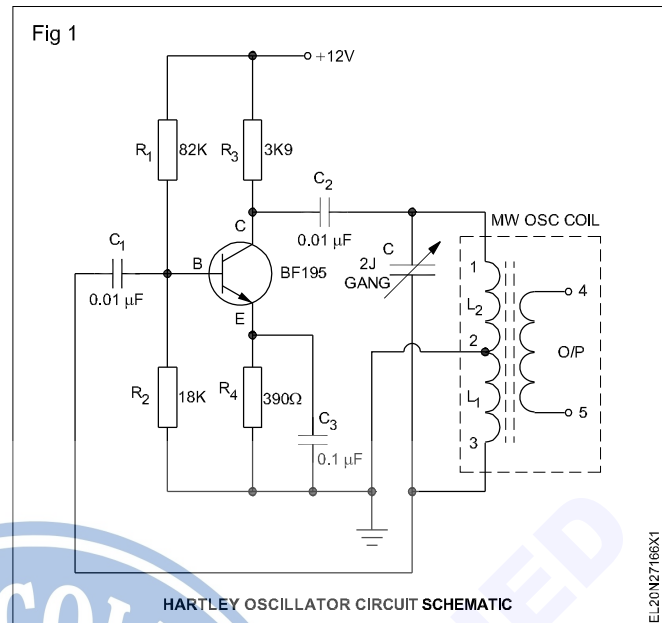 Fig 1
+12V
R1 82K
R3 3K9
C2
0.01 µF
C
C1
0.01 µF
B
BF195
E
C
2J
GANG
MW OSC COIL
1
L2
2
L1
3
4
O/P
5
R2 18K
R4 390Ω
C3
0.1 µF
HARTLEY OSCILLATOR CIRCUIT SCHEMATIC
EL20N27166X1